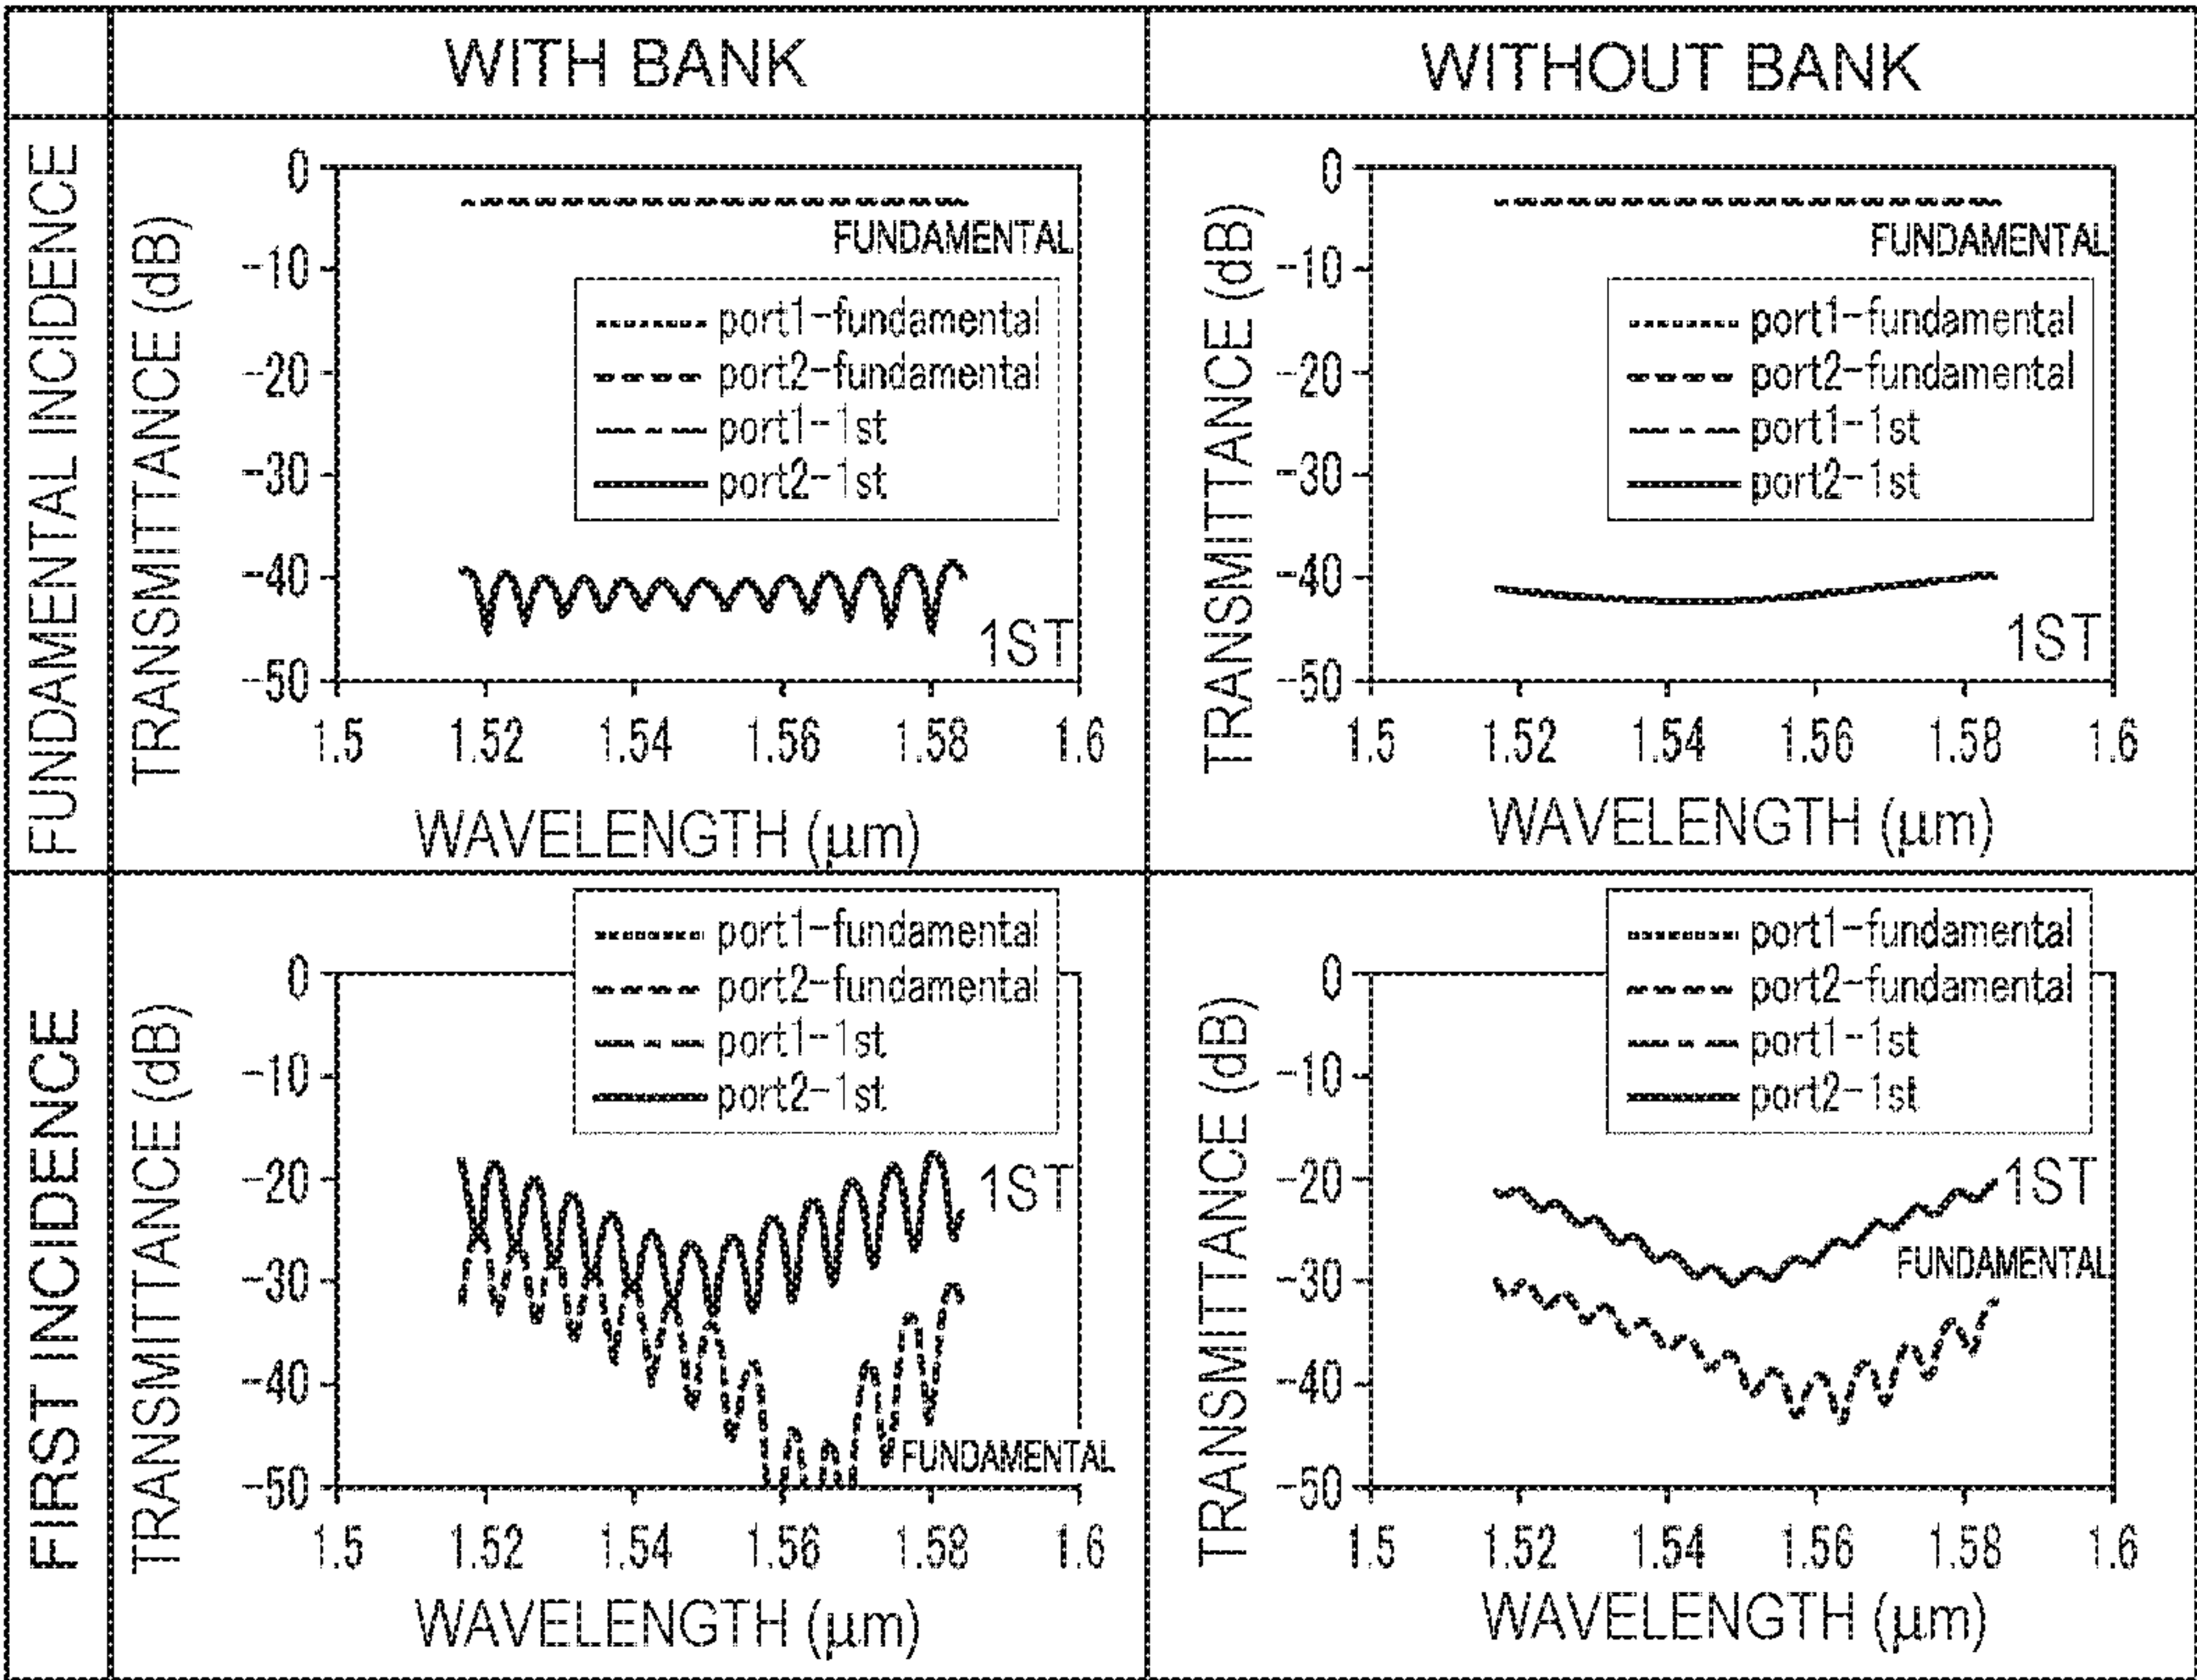 WITH BANK
WITHOUT BANK
FUNDAMENTAL INCIDENCE
TRANSMITTANCE (dB)
0
-10
-20
-30
-40
-50
FUNDAMENTAL
port1-fundamental
port2-fundamental
port1-1st
port2-1st
1ST
1.5 1.52 1.54 1.56 1.58 1.6
WAVELENGTH (μm)
TRANSMITTANCE (dB)
0
-10
-20
-30
-40
-50
FUNDAMENTAL
port1-fundamental
port2-fundamental
port1-1st
port2-1st
1ST
1.5 1.52 1.54 1.56 1.58 1.6
WAVELENGTH (μm)
FIRST INCIDENCE
TRANSMITTANCE (dB)
0
-10
-20
-30
-40
-50
port1-fundamental
port2-fundamental
port1-1st
port2-1st
1ST
FUNDAMENTAL
1.5 1.52 1.54 1.56 1.58 1.6
WAVELENGTH (μm)
TRANSMITTANCE (dB)
0
-10
-20
-30
-40
-50
port1-fundamental
port2-fundamental
port1-1st
port2-1st
1ST
FUNDAMENTAL
1.5 1.52 1.54 1.56 1.58 1.6
WAVELENGTH (μm)